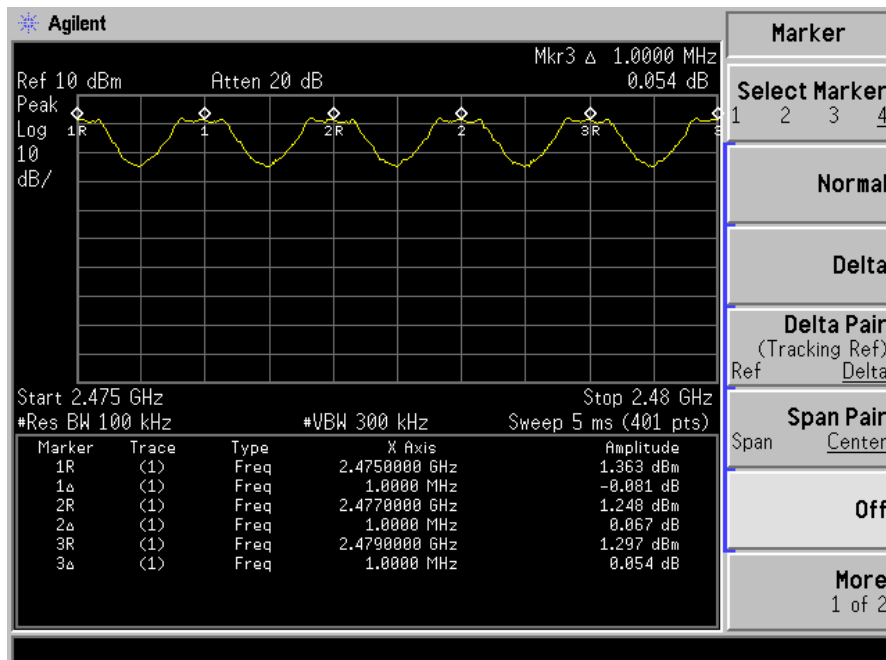 Agilent
Marker
Mkr3 Δ 1.0000 MHz
Ref 10 dBm Atten 20 dB 0.054 dB
Peak
Log
10
dB/
1R 1 2R 2 3R 3
Start 2.475 GHz Stop 2.48 GHz
#Res BW 100 kHz #VBW 300 kHz Sweep 5 ms (401 pts)
Marker Trace Type X Axis Amplitude
1R (1) Freq 2.4750000 GHz 1.363 dBm
1Δ (1) Freq 1.0000 MHz -0.081 dB
2R (1) Freq 2.4770000 GHz 1.248 dBm
2Δ (1) Freq 1.0000 MHz 0.067 dB
3R (1) Freq 2.4790000 GHz 1.297 dBm
3Δ (1) Freq 1.0000 MHz 0.054 dB
Select Marker
1 2 3 4
Normal
Delta
Delta Pair
(Tracking Ref)
Ref Delta
Span Pair
Span Center
Off
More
1 of 2